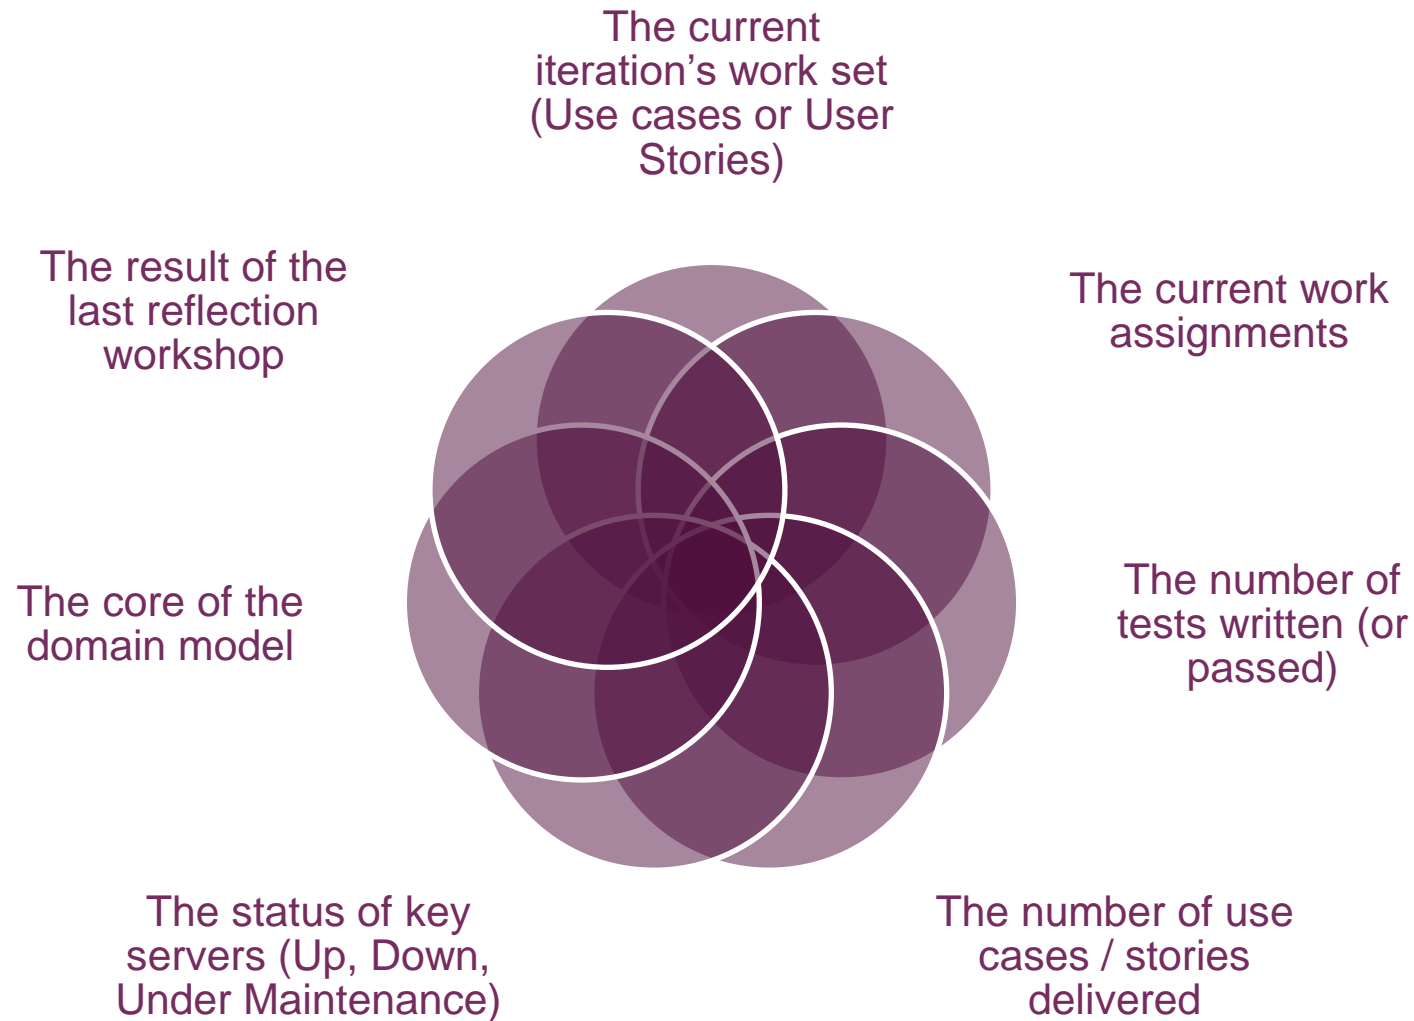 The current
iteration’s work set
(Use cases or User
Stories)
The current work
assignments
The number of
tests written (or
passed)
The number of use
cases / stories
delivered
The status of key
servers (Up, Down,
Under Maintenance)
The core of the
domain model
The result of the
last reflection
workshop